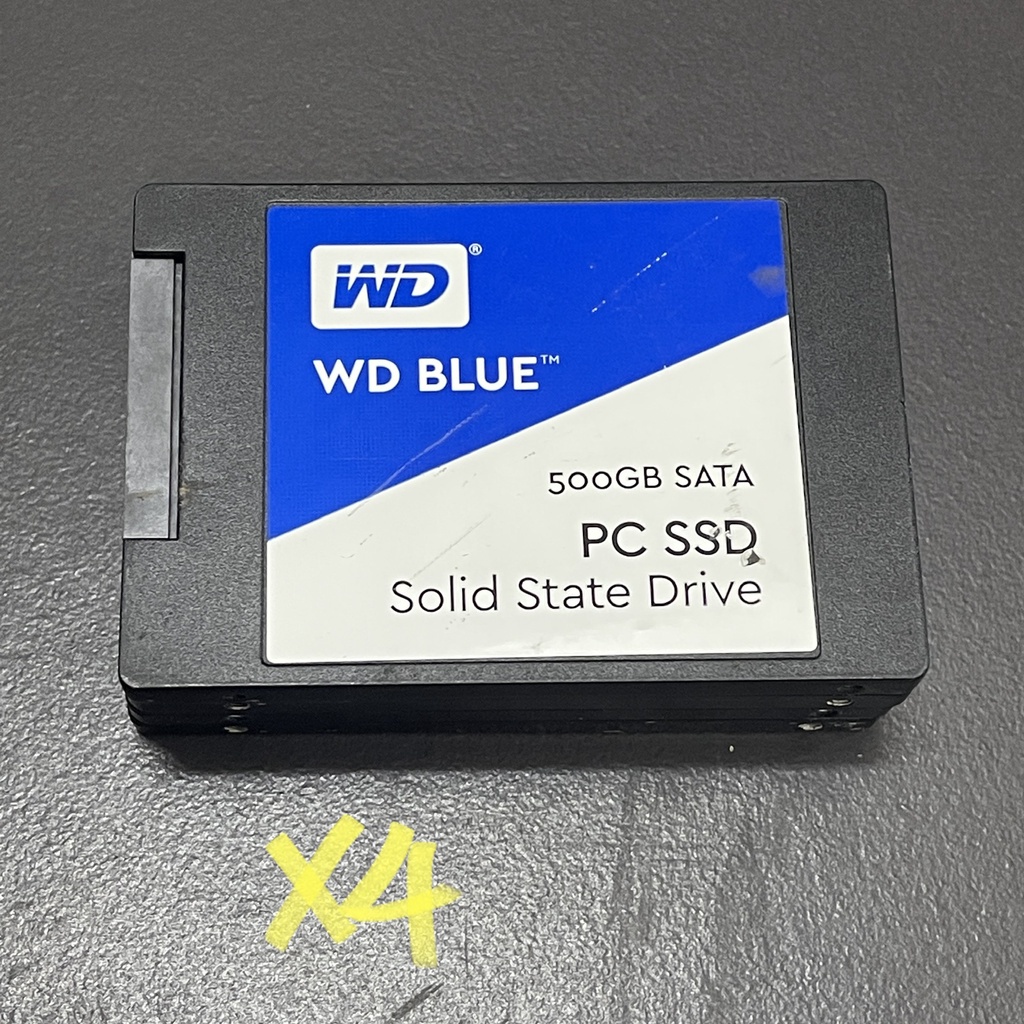 WD®
WD BLUE™
500GB SATA
PC SSD
Solid State Drive
X4